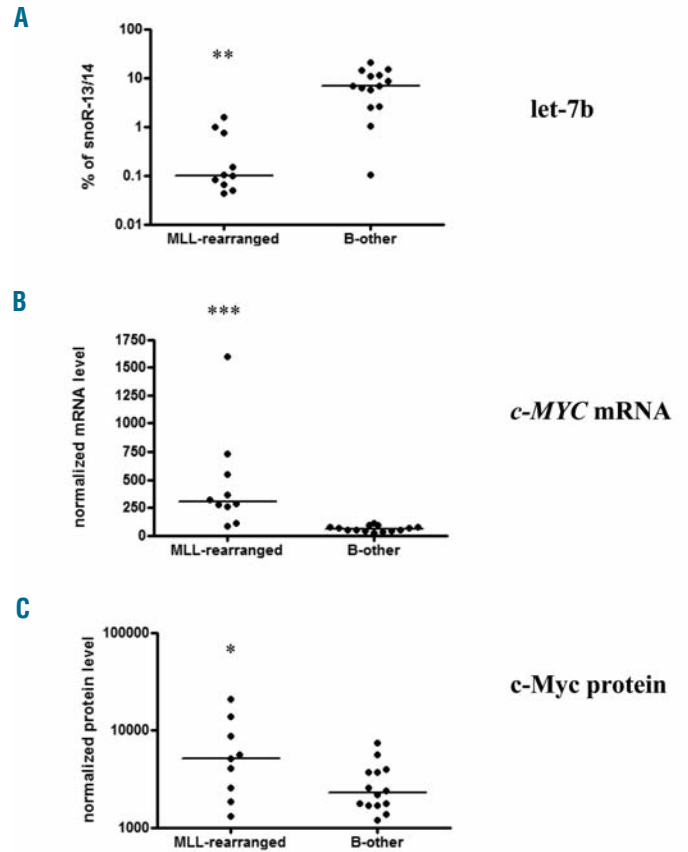 A
100
10
1
0.1
0.01
% of snoR-13/14
**
MLL-rearranged
B-other
let-7b
B
1750
1500
1250
1000
750
500
250
0
normalized mRNA level
***
MLL-rearranged
B-other
c-MYC mRNA
C
100000
10000
1000
normalized protein level
*
MLL-rearranged
B-other
c-Myc protein